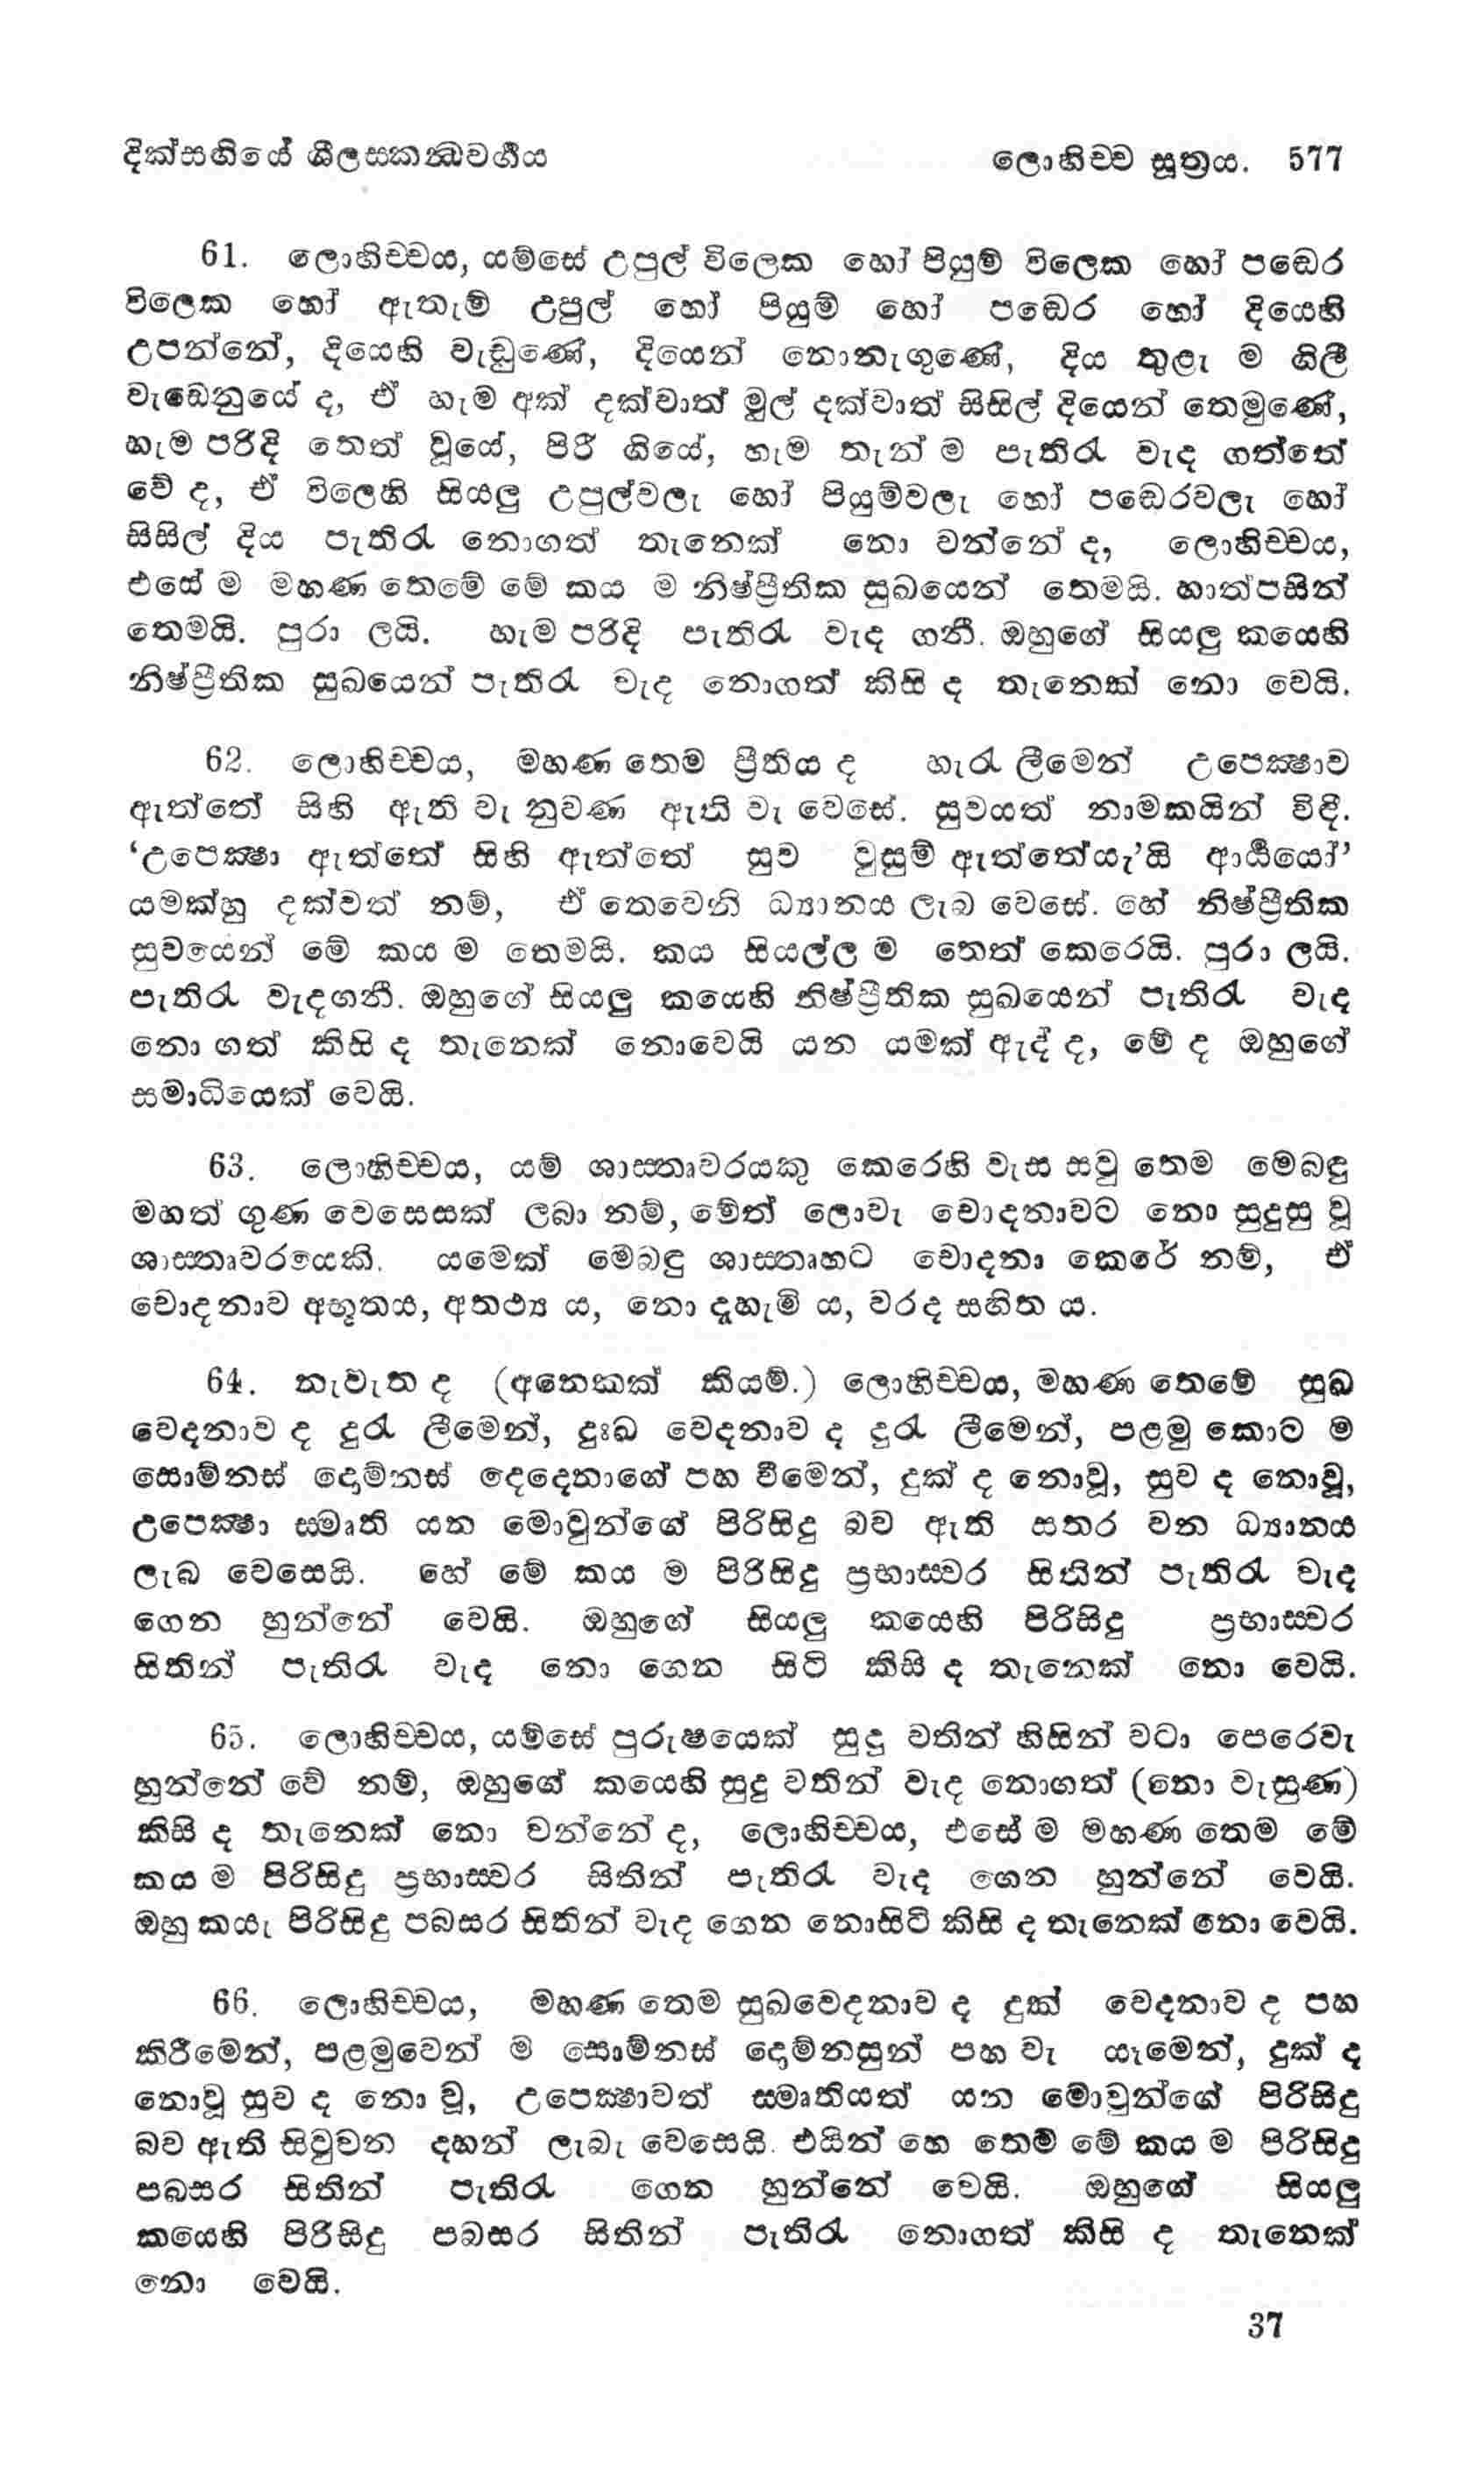 දික්සඟියේ ශීලස්කන්ධවර්ගය
ලොහිච්ච සූත්‍රය. 577
61. ලොහිච්චය, යම්සේ උපුල් විලෙක හෝ පියුම් විලෙක හෝ පඬෙර
විලෙක හෝ ඇතැම් උපුල් හෝ පියුම් හෝ පඬෙර හෝ දියෙහි
උපන්නේ, දියෙහි වැඩුණේ, දියෙන් නොනැගුණේ, දිය තුළැ ම ගිලී
වැඩෙනුයේ ද, ඒ හැම අක් දක්වාත් මුල් දක්වාත් සිසිල් දියෙන් තෙමුණේ,
හැම පරිදි තෙත් වූයේ, පිරී ගියේ, හැම තැන් ම පැතිරැ වැද ගත්තේ
වේ ද, ඒ විලෙහි සියලු උපුල්වලැ හෝ පියුම්වලැ හෝ පඬෙරවලැ හෝ
සිසිල් දිය පැතිරැ නොගත් තැනෙක් නො වන්නේ ද, ලොහිච්චය,
එසේ ම මහණ තෙමේ මේ කය ම නිෂ්ප්‍රීතික සුඛයෙන් තෙමයි. හාත්පසින්
තෙමයි. පුරා ලයි. හැම පරිදි පැතිරැ වැද ගනී. ඔහුගේ සියලු කයෙහි
නිෂ්ප්‍රීතික සුඛයෙන් පැතිරැ වැද නොගත් කිසි ද තැනෙක් නො වෙයි.
62. ලොහිච්චය, මහණ තෙම ප්‍රීතිය ද හැරැ ලීමෙන් උපෙක්‍ෂාව
ඇත්තේ සිහි ඇති වැ නුවණ ඇති වැ වෙසේ. සුවයත් නාමකයින් විඳී.
‘උපෙක්‍ෂා ඇත්තේ සිහි ඇත්තේ සුව වුසුම් ඇත්තේයැ’යි ආර්‍ය්‍යයෝ’
යමක්හු දක්වත් නම්, ඒ තෙවෙනි ධ්‍යානය ලැබ වෙසේ. හේ නිෂ්ප්‍රීතික
සුවයෙන් මේ කය ම තෙමයි. කය සියල්ල ම තෙත් කෙරෙයි. පුරා ලයි.
පැතිරැ වැදගනී. ඔහුගේ සියලු කයෙහි නිෂ්ප්‍රීතික සුඛයෙන් පැතිරැ වැද
නො ගත් කිසි ද තැනෙක් නොවෙයි යන යමක් ඇද්ද, මේ ද ඔහුගේ
සමාධියෙක් වෙයි.
63. ලොහිච්චය, යම් ශාස්තෘවරයකු කෙරෙහි වැස සවු තෙම මෙබඳු
මහත් ගුණ වෙසෙසක් ලබා නම්, මේත් ලොවැ චොදනාවට නො සුදුසු වූ
ශාස්තෘවරයෙකි. යමෙක් මෙබඳු ශාස්තෘහට චොදනා කෙරේ නම්, ඒ
චොදනාව අභූතය, අතථ්‍ය ය, නො දැහැමි ය, වරද සහිත ය.
64. නැවැත ද (අනෙකක් කියම්.) ලොහිච්චය, මහණ තෙමේ සුඛ
වෙදනාව ද දුරැ ලීමෙන්, දුඃඛ වෙදනාව ද දුරැ ලීමෙන්, පළමු කොට ම
සොම්නස් දොම්නස් දෙදෙනාගේ පහ වීමෙන්, දුක් ද නොවූ, සුව ද නොවූ,
උපෙක්‍ෂා ස්මෘති යන මොවුන්ගේ පිරිසිදු බව ඇති සතර වන ධ්‍යානය
ලැබ වෙසෙයි. හේ මේ කය ම පිරිසිදු ප්‍රභාස්වර සිතින් පැතිරැ වැද
ගෙන හුන්නේ වෙයි. ඔහුගේ සියලු කයෙහි පිරිසිදු ප්‍රභාස්වර
සිතින් පැතිරැ වැද නො ගෙන සිටි කිසි ද තැනෙක් නො වෙයි.
65. ලොහිච්චය, යම්සේ පුරුෂයෙක් සුදු වතින් හිසින් වටා පෙරෙවැ
හුන්නේ වේ නම්, ඔහුගේ කයෙහි සුදු වතින් වැද නොගත් (නො වැසුණ)
කිසි ද තැනෙක් නො වන්නේ ද, ලොහිච්චය, එසේ ම මහණ තෙම මේ
කය ම පිරිසිදු ප්‍රභාස්වර සිතින් පැතිරැ වැද ගෙන හුන්නේ වෙයි.
ඔහු කයැ පිරිසිදු පබසර සිතින් වැද ගෙන නොසිටි කිසි ද තැනෙක් නො වෙයි.
66. ලොහිච්චය, මහණ තෙම සුඛවෙදනාව ද දුක් වෙදනාව ද පහ
කිරීමෙන්, පළමුවෙන් ම සොම්නස් දොම්නසුන් පහ වැ යෑමෙන්, දුක් ද
නොවූ සුව ද නො වූ, උපෙක්‍ෂාවත් ස්මෘතියත් යන මොවුන්ගේ පිරිසිදු
බව ඇති සිවුවන දහන් ලැබැ වෙසෙයි. එයින් හෙ තෙම් මේ කය ම පිරිසිදු
පබසර සිතින් පැතිරැ ගෙන හුන්නේ වෙයි. ඔහුගේ සියලු
කයෙහි පිරිසිදු පබසර සිතින් පැතිරැ නොගත් කිසි ද තැනෙක්
නො වෙයි.
37